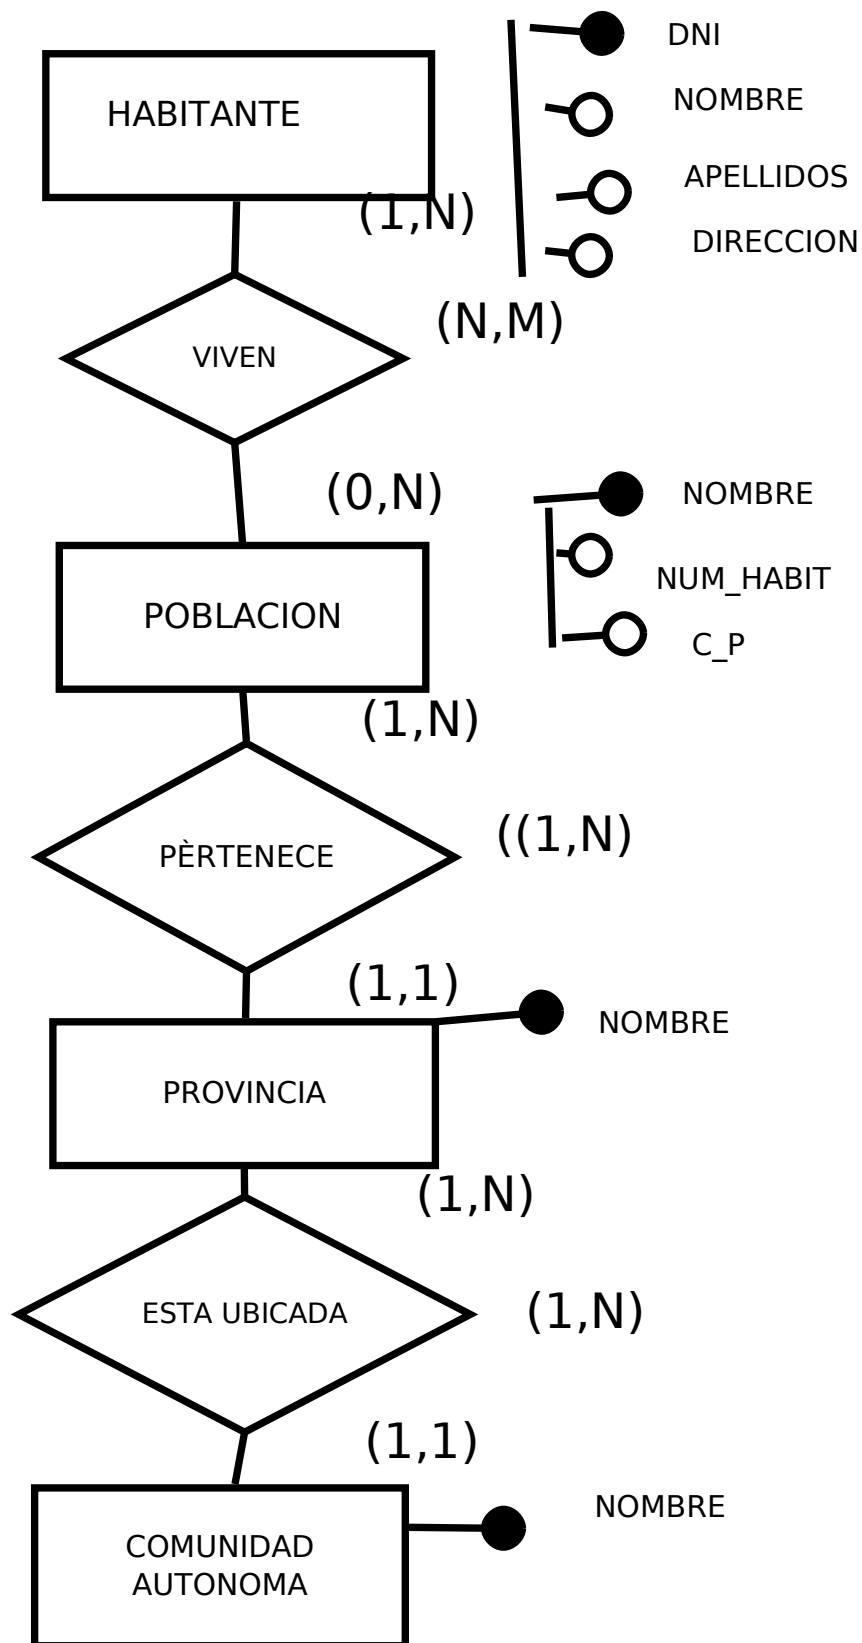 DNI
HABITANTE
NOMBRE
APELLIDOS
(1,N)
DIRECCION
(N,M)
VIVEN
(0,N)
NOMBRE
NUM_HABIT
POBLACION
C_P
(1,N)
((1,N)
PÈRTENECE
(1,1)
NOMBRE
PROVINCIA
(1,N)
ESTA UBICADA
(1,N)
(1,1)
NOMBRE
COMUNIDAD
AUTONOMA